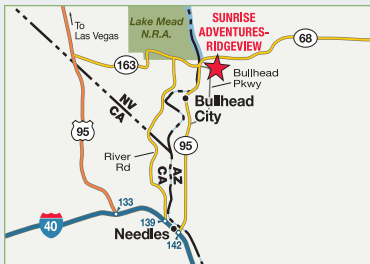 To
Las Vegas
Lake Mead
N.R.A.
SUNRISE
ADVENTURES-
RIDGEVIEW
68
163
Bullhead
Pkwy
Bullhead
City
NV
CA
95
95
River
Rd
AZ
CA
133
139
40
Needles
142